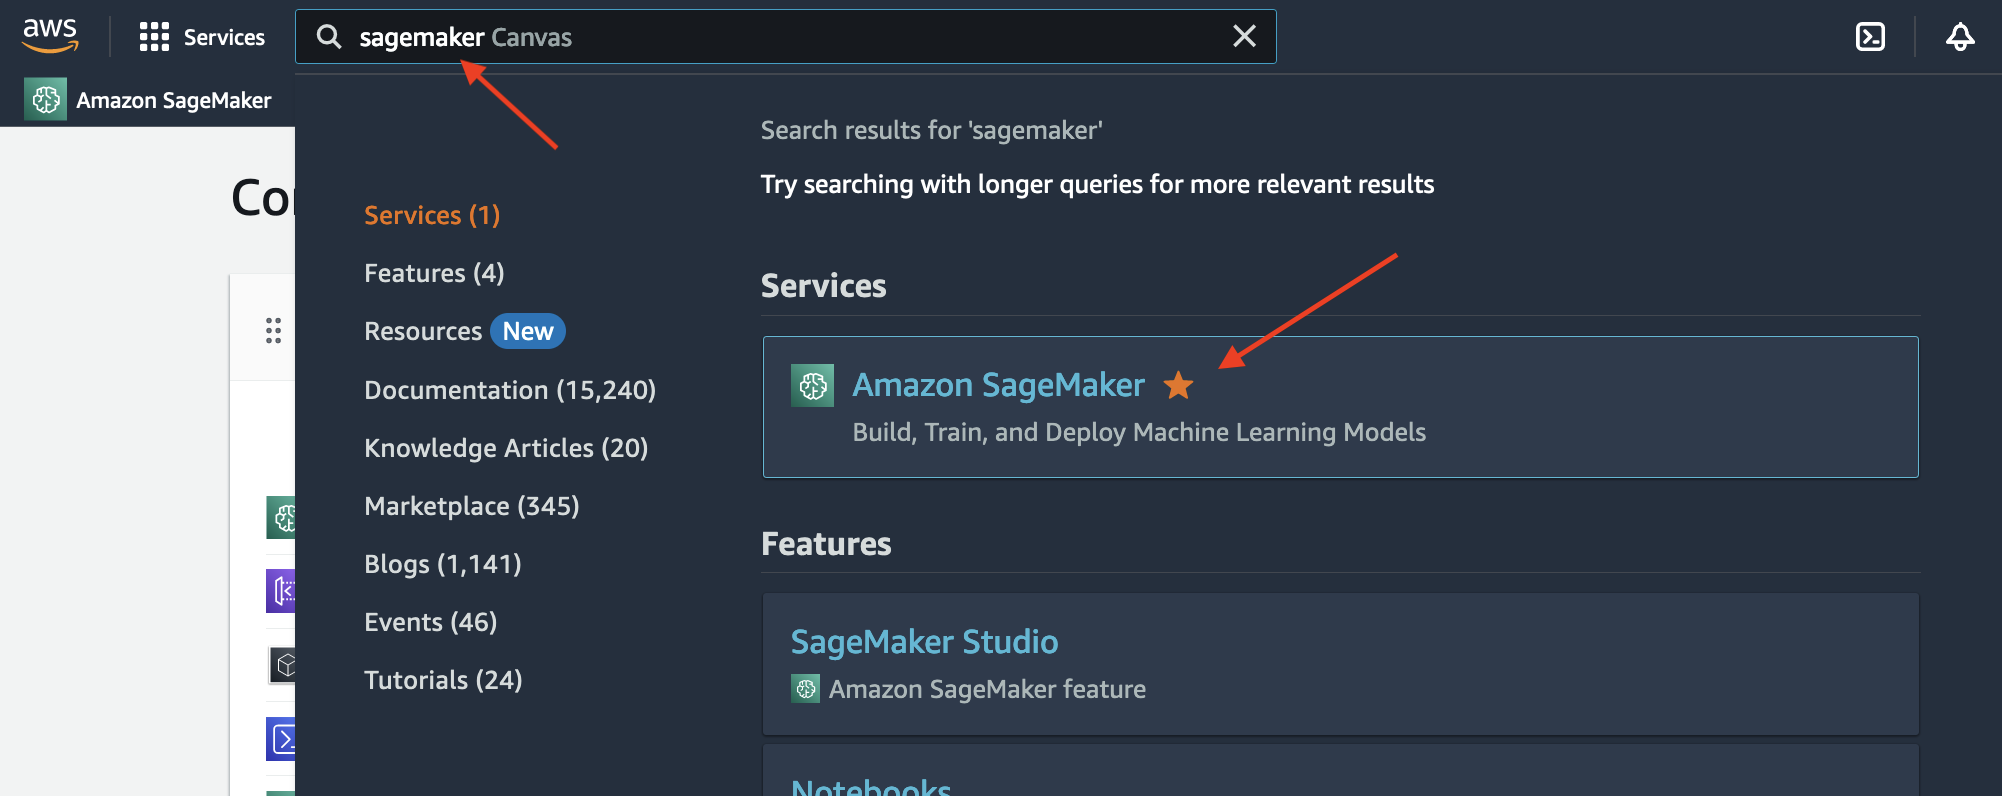 aws
Services
sagemaker Canvas
Amazon SageMaker
Search results for 'sagemaker'
Try searching with longer queries for more relevant results
Services (1)
Features (4)
Resources New
Documentation (15,240)
Knowledge Articles (20)
Marketplace (345)
Blogs (1,141)
Events (46)
Tutorials (24)
Services
Amazon SageMaker
Build, Train, and Deploy Machine Learning Models
Features
SageMaker Studio
Amazon SageMaker feature
Notebooks